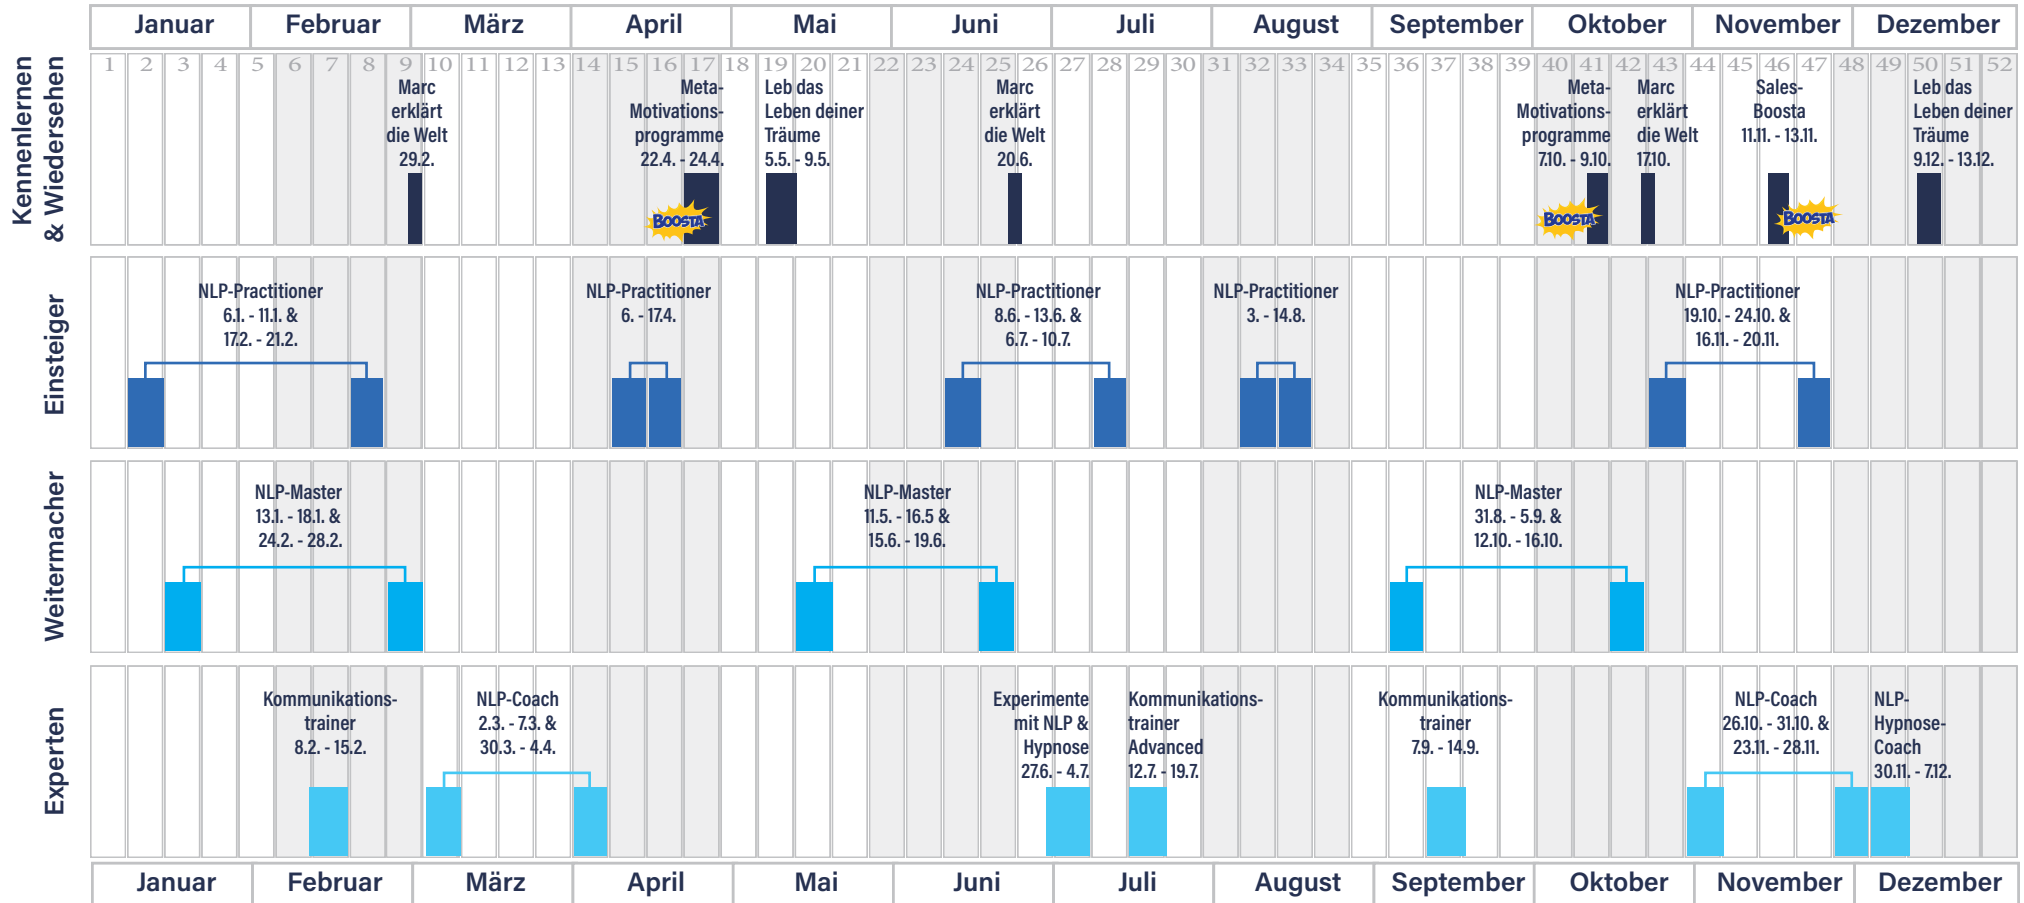 Januar Februar März April Mai Juni Juli August September Oktober November Dezember
Kennenlernen
& Wiedersehen
1 2 3 4 5 6 7 8 9 10 11 12 13 14 15 16 17 18 19 20 21 22 23 24 25 26 27 28 29 30 31 32 33 34 35 36 37 38 39 40 41 42 43 44 45 46 47 48 49 50 51 52
Marc
erklärt
die Welt
29.2.
Meta-
Motivations-
programme
22.4. - 24.4.
BOOSTA
Leb das
Leben deiner
Träume
5.5. - 9.5.
Marc
erklärt
die Welt
20.6.
Meta-
Motivations-
programme
7.10. - 9.10.
BOOSTA
Marc
erklärt
die Welt
17.10.
Sales-
Boosta
11.11. - 13.11.
BOOSTA
Leb das
Leben deiner
Träume
9.12. - 13.12.
Einsteiger
NLP-Practitioner
6.1. - 11.1. &
17.2. - 21.2.
NLP-Practitioner
6. - 17.4.
NLP-Practitioner
8.6. - 13.6. &
6.7. - 10.7.
NLP-Practitioner
3. - 14.8.
NLP-Practitioner
19.10. - 24.10. &
16.11. - 20.11.
Weitermacher
NLP-Master
13.1. - 18.1. &
24.2. - 28.2.
NLP-Master
11.5. - 16.5 &
15.6. - 19.6.
NLP-Master
31.8. - 5.9. &
12.10. - 16.10.
Experten
Kommunikations-
trainer
8.2. - 15.2.
NLP-Coach
2.3. - 7.3. &
30.3. - 4.4.
Experimente
mit NLP &
Hypnose
27.6. - 4.7.
Kommunikations-
trainer
Advanced
12.7. - 19.7.
Kommunikations-
trainer
7.9. - 14.9.
NLP-Coach
26.10. - 31.10. &
23.11. - 28.11.
NLP-
Hypnose-
Coach
30.11. - 7.12.
Januar Februar März April Mai Juni Juli August September Oktober November Dezember